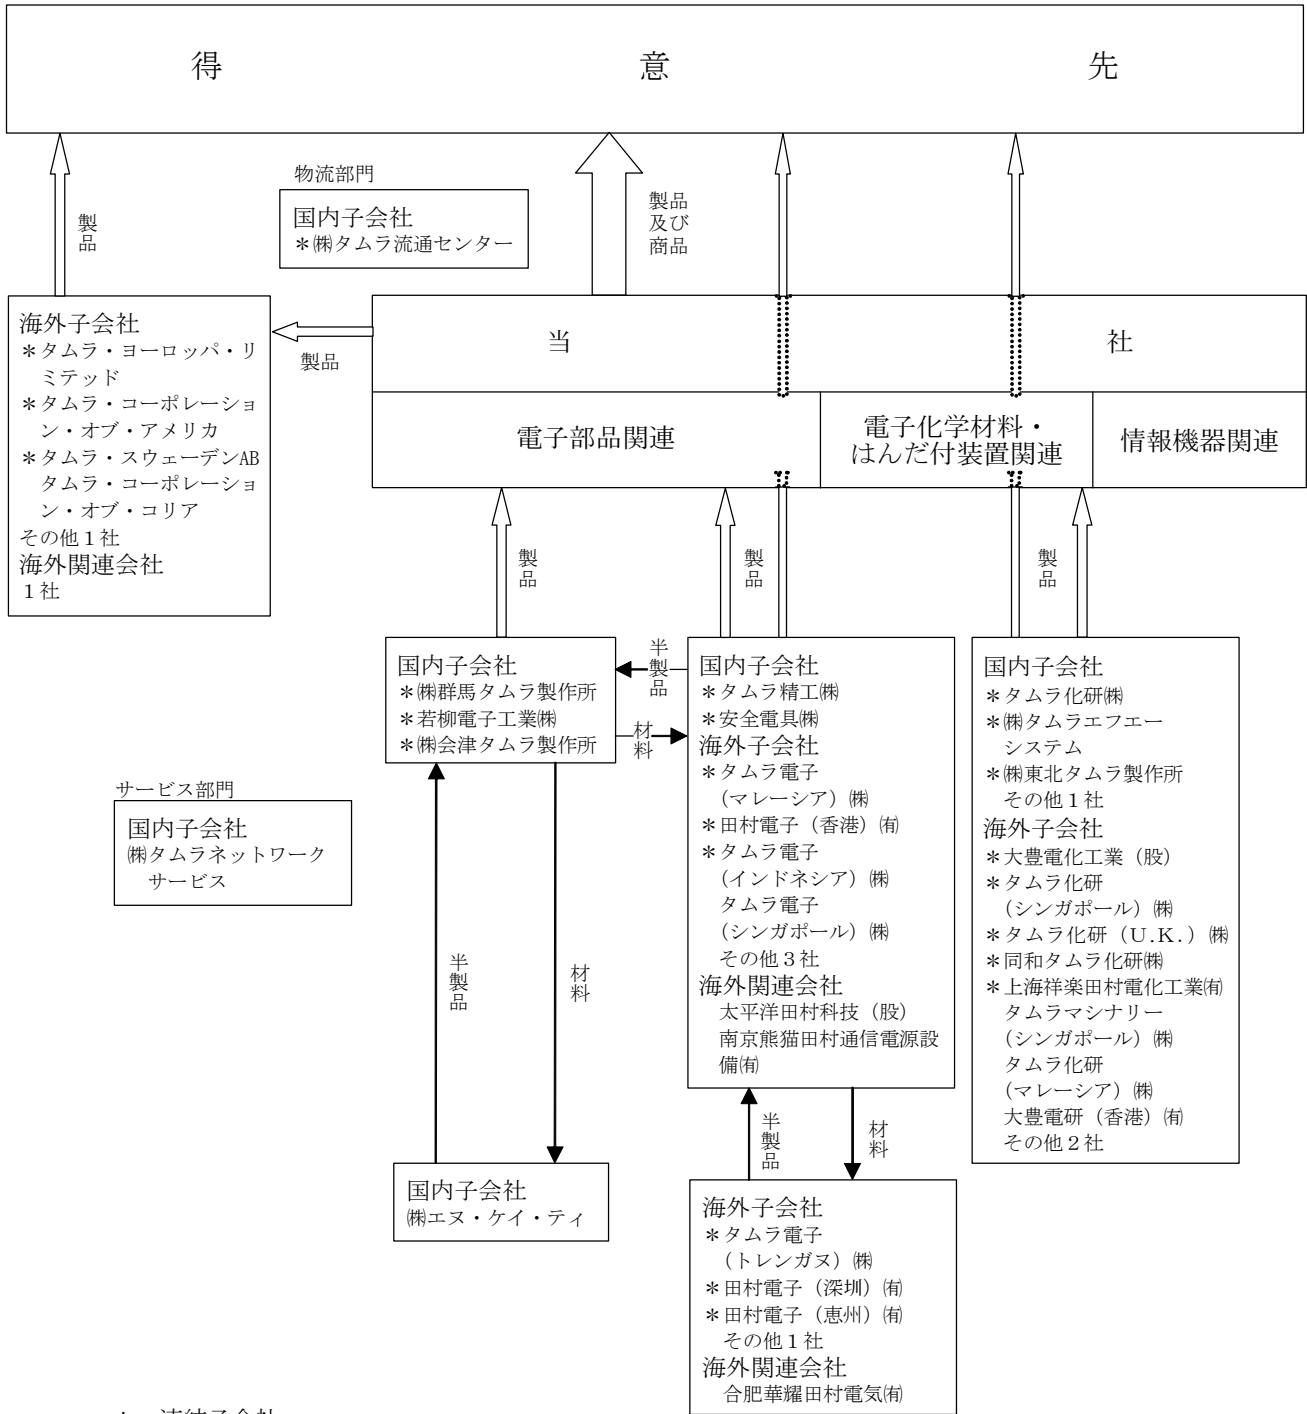 得意先
物流部門
国内子会社
＊㈱タムラ流通センター
製品
製品
及び
商品
海外子会社
＊タムラ・ヨーロッパ・リ
ミテッド
＊タムラ・コーポレーショ
ン・オブ・アメリカ
＊タムラ・スウェーデンAB
タムラ・コーポレーショ
ン・オブ・コリア
その他１社
海外関連会社
１社
製品
当社
電子部品関連
電子化学材料・
はんだ付装置関連
情報機器関連
製品
製品
製品
国内子会社
＊㈱群馬タムラ製作所
＊若柳電子工業㈱
＊㈱会津タムラ製作所
半製品
材料
国内子会社
＊タムラ精工㈱
＊安全電具㈱
海外子会社
＊タムラ電子
（マレーシア）㈱
＊田村電子（香港）㈲
＊タムラ電子
（インドネシア）㈱
タムラ電子
（シンガポール）㈱
その他３社
海外関連会社
太平洋田村科技（股）
南京熊猫田村通信電源設
備㈲
国内子会社
＊タムラ化研㈱
＊㈱タムラエフエー
システム
＊㈱東北タムラ製作所
その他１社
海外子会社
＊大豊電化工業（股）
＊タムラ化研
（シンガポール）㈱
＊タムラ化研（U.K.）㈱
＊同和タムラ化研㈱
＊上海祥楽田村電化工業㈲
タムラマシナリー
（シンガポール）㈱
タムラ化研
（マレーシア）㈱
大豊電研（香港）㈲
その他２社
サービス部門
国内子会社
㈱タムラネットワーク
サービス
半製品
材料
国内子会社
㈱エヌ・ケイ・ティ
半製品
材料
海外子会社
＊タムラ電子
（トレンガヌ）㈱
＊田村電子（深圳）㈲
＊田村電子（恵州）㈲
その他１社
海外関連会社
合肥華耀田村電気㈲